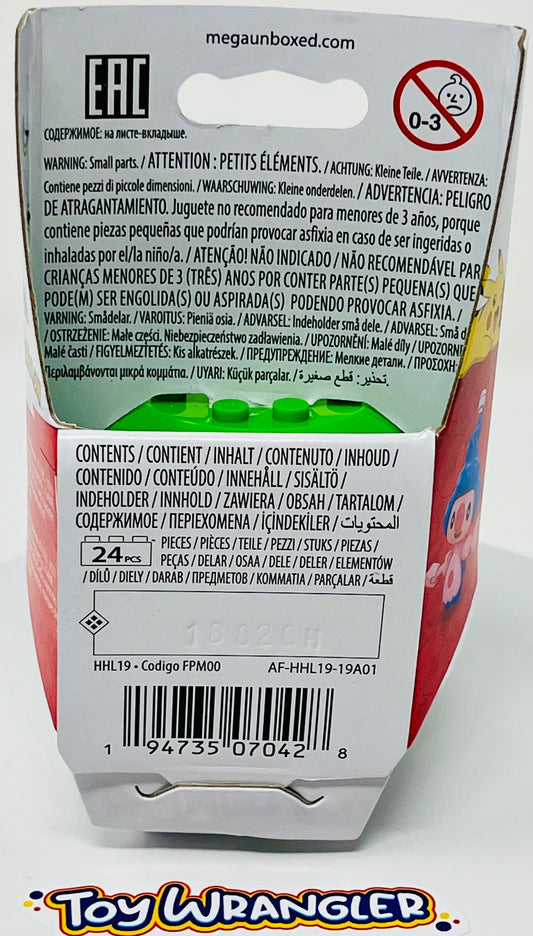 megaunboxed.com
EAC
0-3
СОДЕРЖИМОЕ: на листе-вкладыше.
WARNING: Small parts. / ATTENTION : PETITS ÉLÉMENTS. / ACHTUNG: Kleine Teile. / AVVERTENZA:
Contiene pezzi di piccole dimensioni. / WAARSCHUWING: Kleine onderdelen. / ADVERTENCIA: PELIGRO
DE ATRAGANTAMIENTO. Juguete no recomendado para menores de 3 años, porque
contiene piezas pequeñas que podrían provocar asfixia en caso de ser ingeridas o
inhaladas por el/la niño/a. / ATENÇÃO! NÃO INDICADO / NÃO RECOMENDÁVEL PAR
CRIANÇAS MENORES DE 3 (TRÊS) ANOS POR CONTER PARTE(S) PEQUENA(S) QUE
PODE(M) SER ENGOLIDA(S) OU ASPIRADA(S) PODENDO PROVOCAR ASFIXIA. /
VARNING: Smådelar. / VAROITUS: Pieniä osia. / ADVARSEL: Indeholder små dele. / ADVARSEL: Små d
/ OSTRZEŻENIE: Małe części. Niebezpieczeństwo zadławienia. / UPOZORNĚNÍ: Malé díly / UPOZORN
Malé časti / FIGYELMEZTETÉS: Kis alkatrészek. / ПРЕДУПРЕЖДЕНИЕ: Мелкие детали. / ΠΡΟΣΟΧΗ:
Περιλαμβάνονται μικρά κομμάτια. / UYARI: Küçük parçalar. / تحذير: قطع صغيرة.
CONTENTS / CONTIENT / INHALT / CONTENUTO / INHOUD /
CONTENIDO / CONTEÚDO / INNEHÅLL / SISÄLTÖ /
INDEHOLDER / INNHOLD / ZAWIERA / OBSAH / TARTALOM /
СОДЕРЖИМОЕ / ΠΕΡΙΕΧΟΜΕΝΑ / İÇİNDEKİLER / المحتويات
24 PCS
PIECES / PIÈCES / TEILE / PEZZI / STUKS / PIEZAS /
PEÇAS / DELAR / OSAA / DELE / DELER / ELEMENTÓW
/ DÍLŮ / DIELY / DARAB / ПРЕДМЕТОВ / ΚΟΜΜΑΤΙΑ / PARÇALAR / قطعة
HHL19 • Codigo FPM00 AF-HHL19-19A01
1 94735 07042 8
TOY WRANGLER